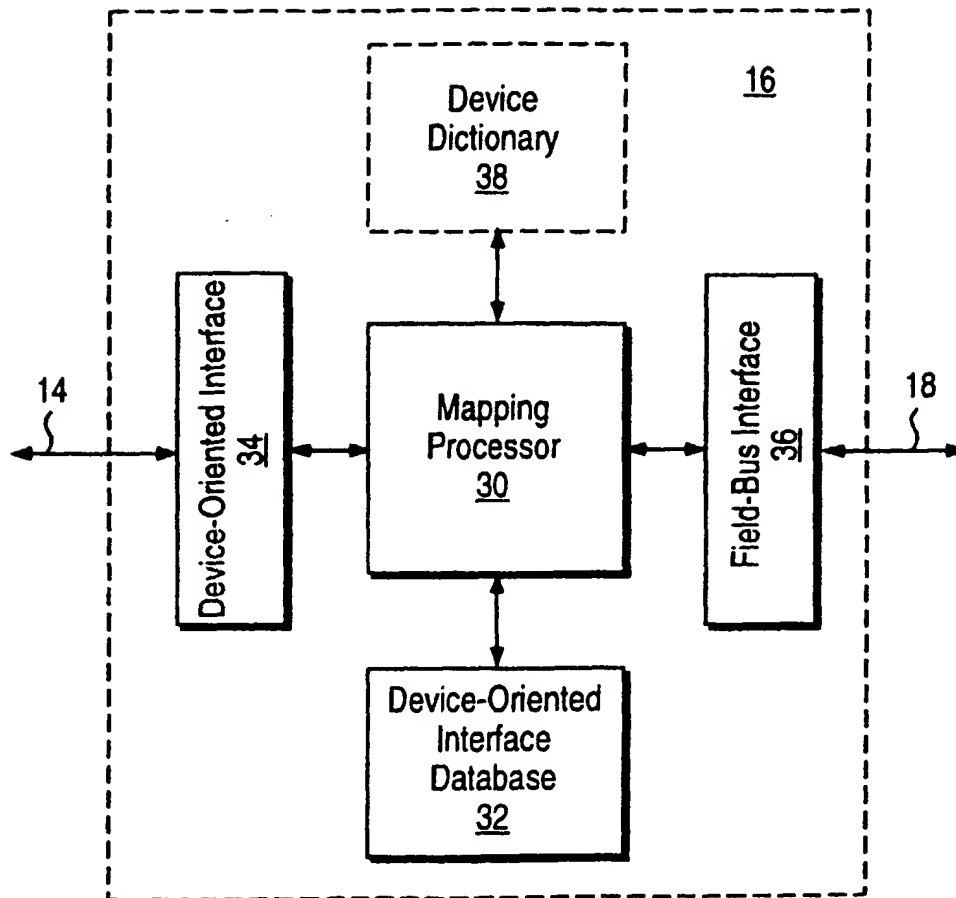 16
Device
Dictionary
38
14
Device-Oriented Interface
34
Mapping
Processor
30
Field-Bus Interface
36
18
Device-Oriented
Interface
Database
32